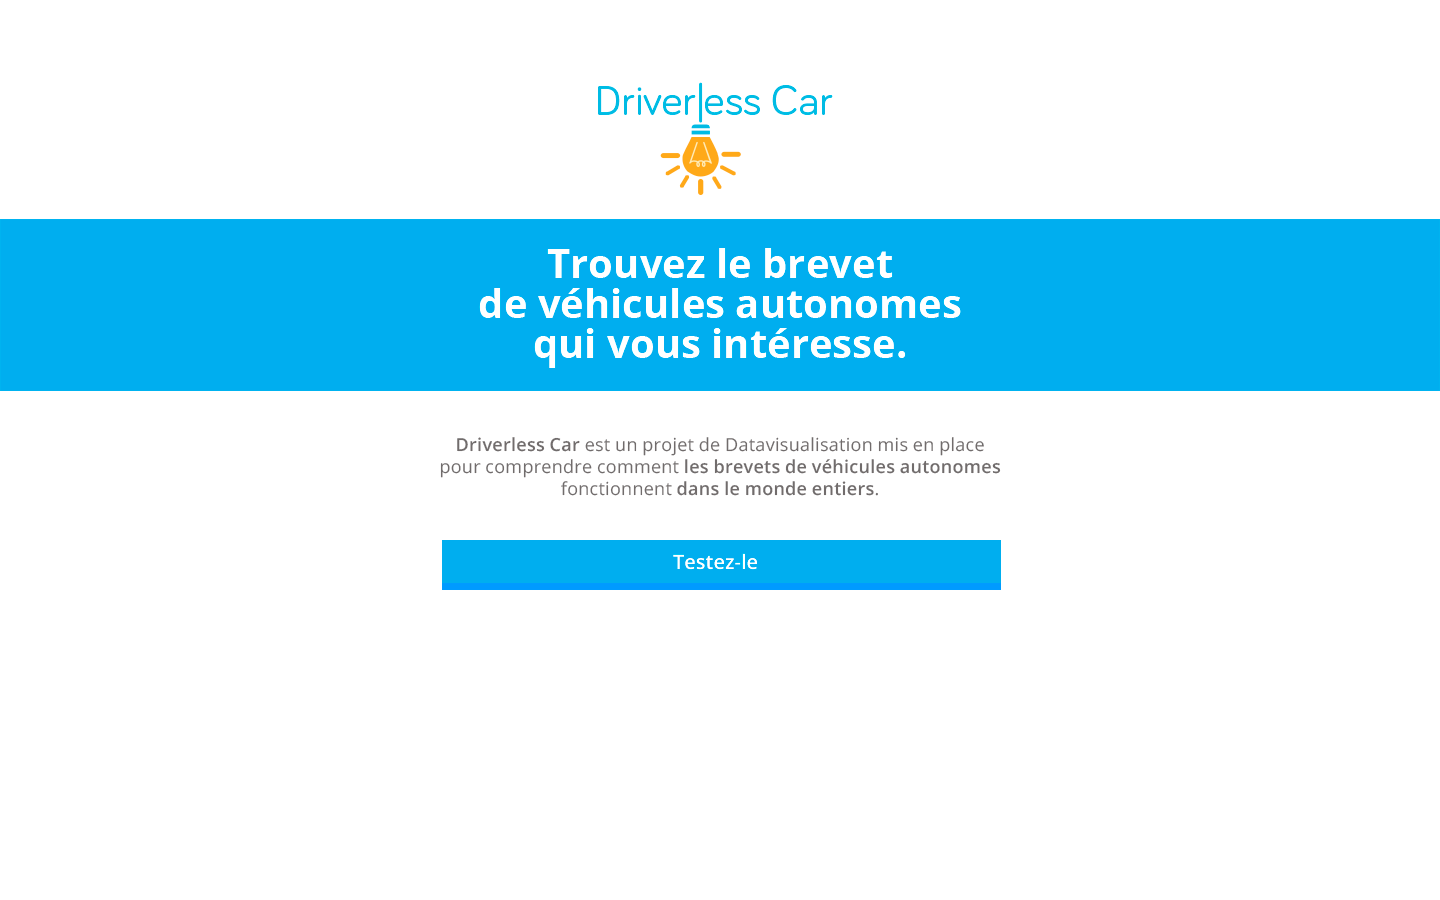 Driverless Car
Trouvez le brevet
de véhicules autonomes
qui vous intéresse.
Driverless Car est un projet de Datavisualisation mis en place
pour comprendre comment les brevets de véhicules autonomes
fonctionnent dans le monde entiers.
Testez-le